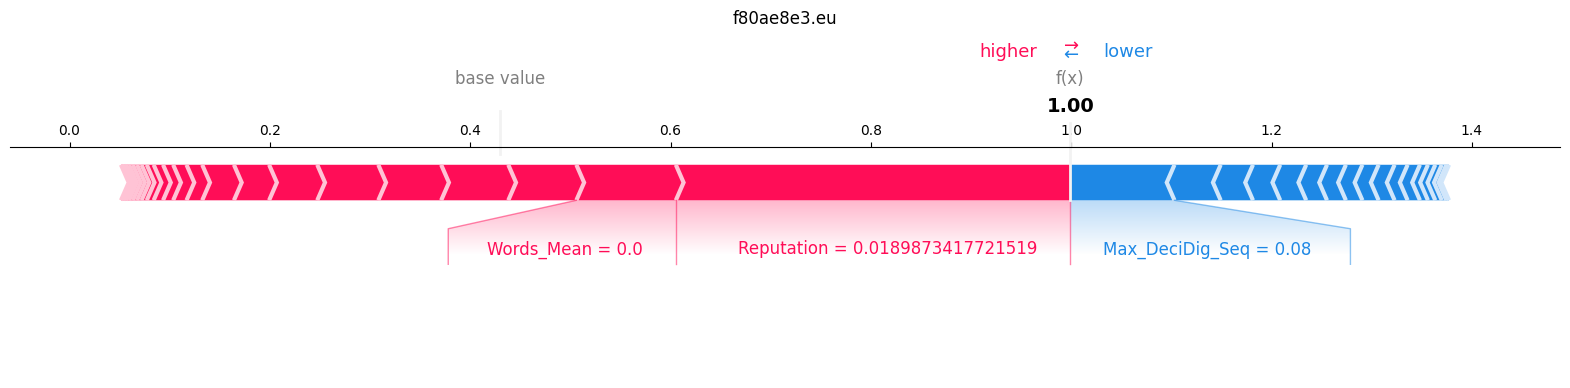 f80ae8e3.eu
higher → ← lower
base value f(x)
1.00
0.0 0.2 0.4 0.6 0.8 1.0 1.2 1.4
Words_Mean = 0.0 Reputation = 0.0189873417721519 Max_DeciDig_Seq = 0.08